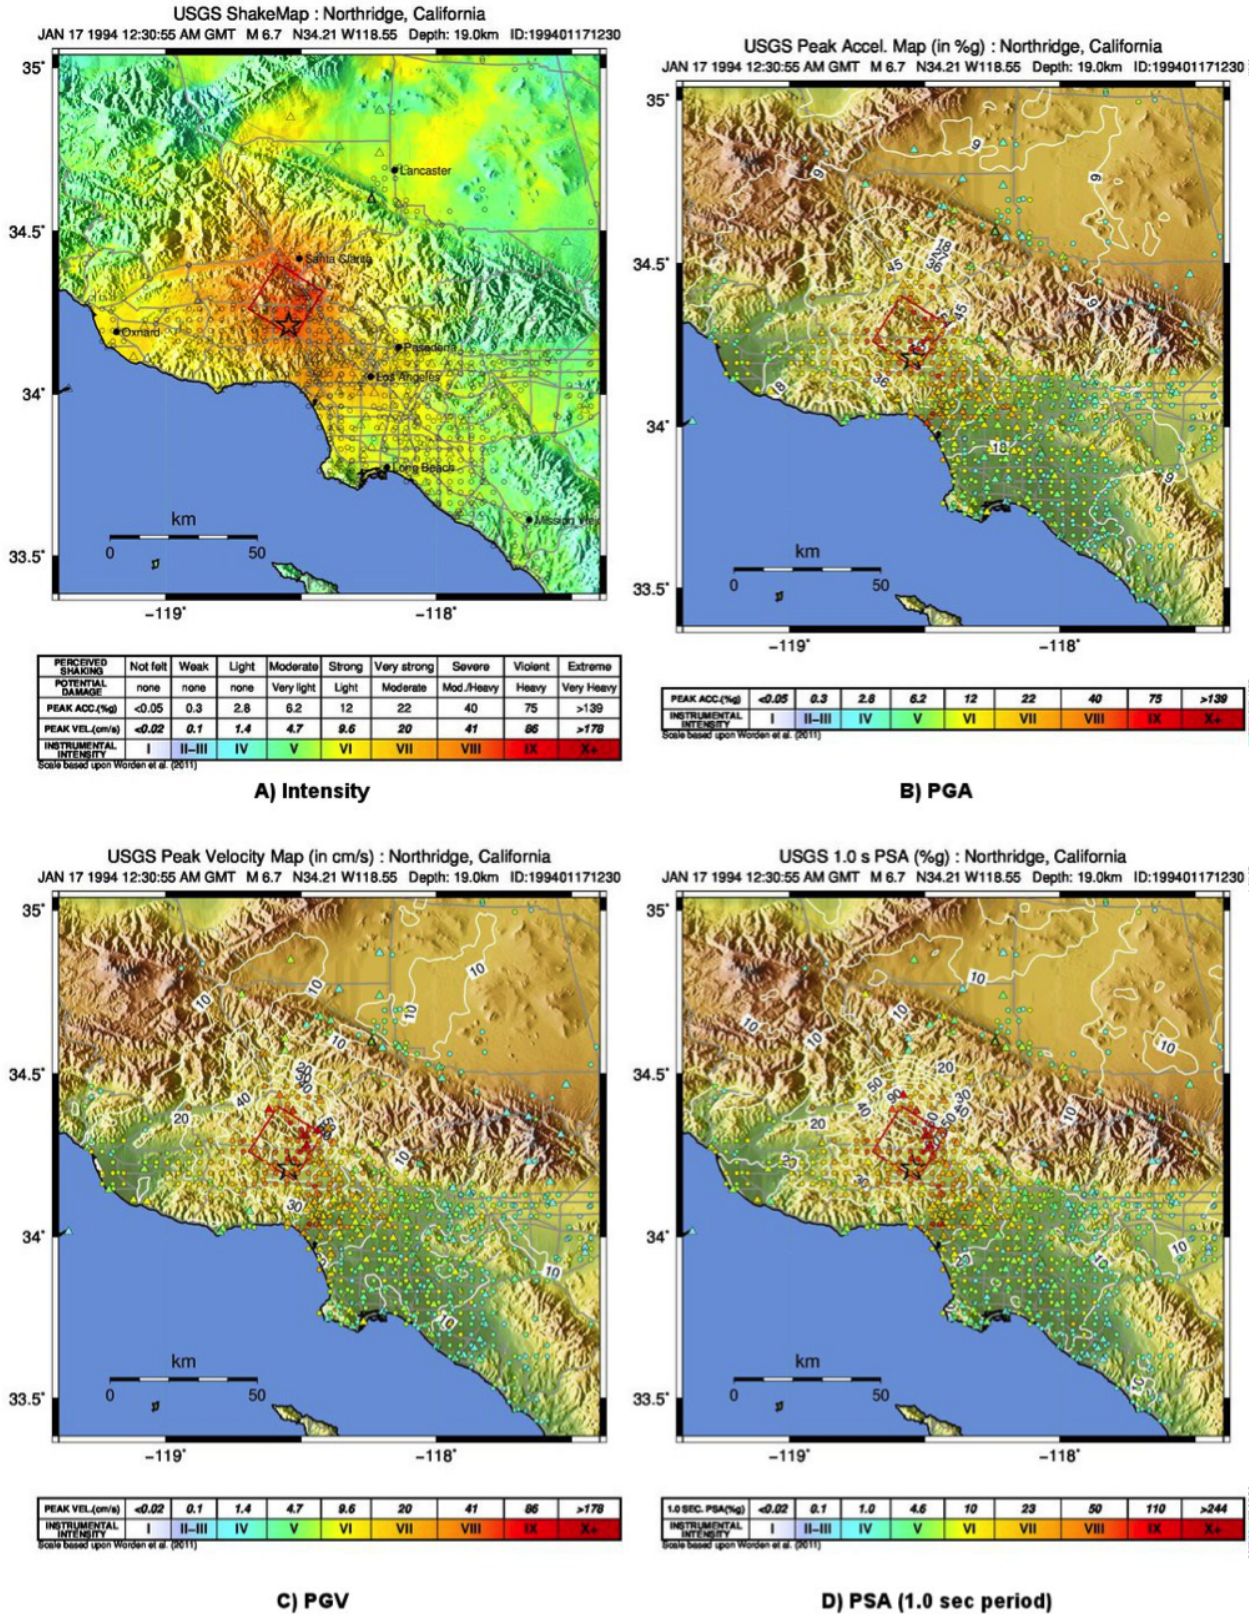 USGS ShakeMap : Northridge, California
JAN 17 1994 12:30:55 AM GMT M 6.7 N34.21 W118.55 Depth: 19.0km ID:199401171230
35°
34.5°
34°
33.5°
Lancaster
Santa Clarita
Oxnard
Pasadena
Los Angeles
Long Beach
Mission Viejo
km
0 50
-119° -118°
PERCEIVED SHAKING Not felt Weak Light Moderate Strong Very strong Severe Violent Extreme
POTENTIAL DAMAGE none none none Very light Light Moderate Mod./Heavy Heavy Very Heavy
PEAK ACC.(%g) <0.05 0.3 2.8 6.2 12 22 40 75 >139
PEAK VEL.(cm/s) <0.02 0.1 1.4 4.7 9.6 20 41 86 >178
INSTRUMENTAL INTENSITY I II-III IV V VI VII VIII IX X+
Scale based upon Worden et al. (2011)
A) Intensity
USGS Peak Accel. Map (in %g) : Northridge, California
JAN 17 1994 12:30:55 AM GMT M 6.7 N34.21 W118.55 Depth: 19.0km ID:199401171230
35°
34.5°
34°
33.5°
9
9
9
45
45
9
36
18
9
km
0 50
-119° -118°
PEAK ACC.(%g) <0.05 0.3 2.8 6.2 12 22 40 75 >139
INSTRUMENTAL INTENSITY I II-III IV V VI VII VIII IX X+
Scale based upon Worden et al. (2011)
B) PGA
USGS Peak Velocity Map (in cm/s) : Northridge, California
JAN 17 1994 12:30:55 AM GMT M 6.7 N34.21 W118.55 Depth: 19.0km ID:199401171230
35°
34.5°
34°
33.5°
10
10
10
10
10
20
40
20
10
30
10
10
km
0 50
-119° -118°
PEAK VEL.(cm/s) <0.02 0.1 1.4 4.7 9.6 20 41 86 >178
INSTRUMENTAL INTENSITY I II-III IV V VI VII VIII IX X+
Scale based upon Worden et al. (2011)
C) PGV
USGS 1.0 s PSA (%g) : Northridge, California
JAN 17 1994 12:30:55 AM GMT M 6.7 N34.21 W118.55 Depth: 19.0km ID:199401171230
35°
34.5°
34°
33.5°
10
10
10
10
10
20
50
90
30
40
20
10
20
30
20
10
10
10
km
0 50
-119° -118°
1.0 SEC. PSA(%g) <0.02 0.1 1.0 4.6 10 23 50 110 >244
INSTRUMENTAL INTENSITY I II-III IV V VI VII VIII IX X+
Scale based upon Worden et al. (2011)
D) PSA (1.0 sec period)